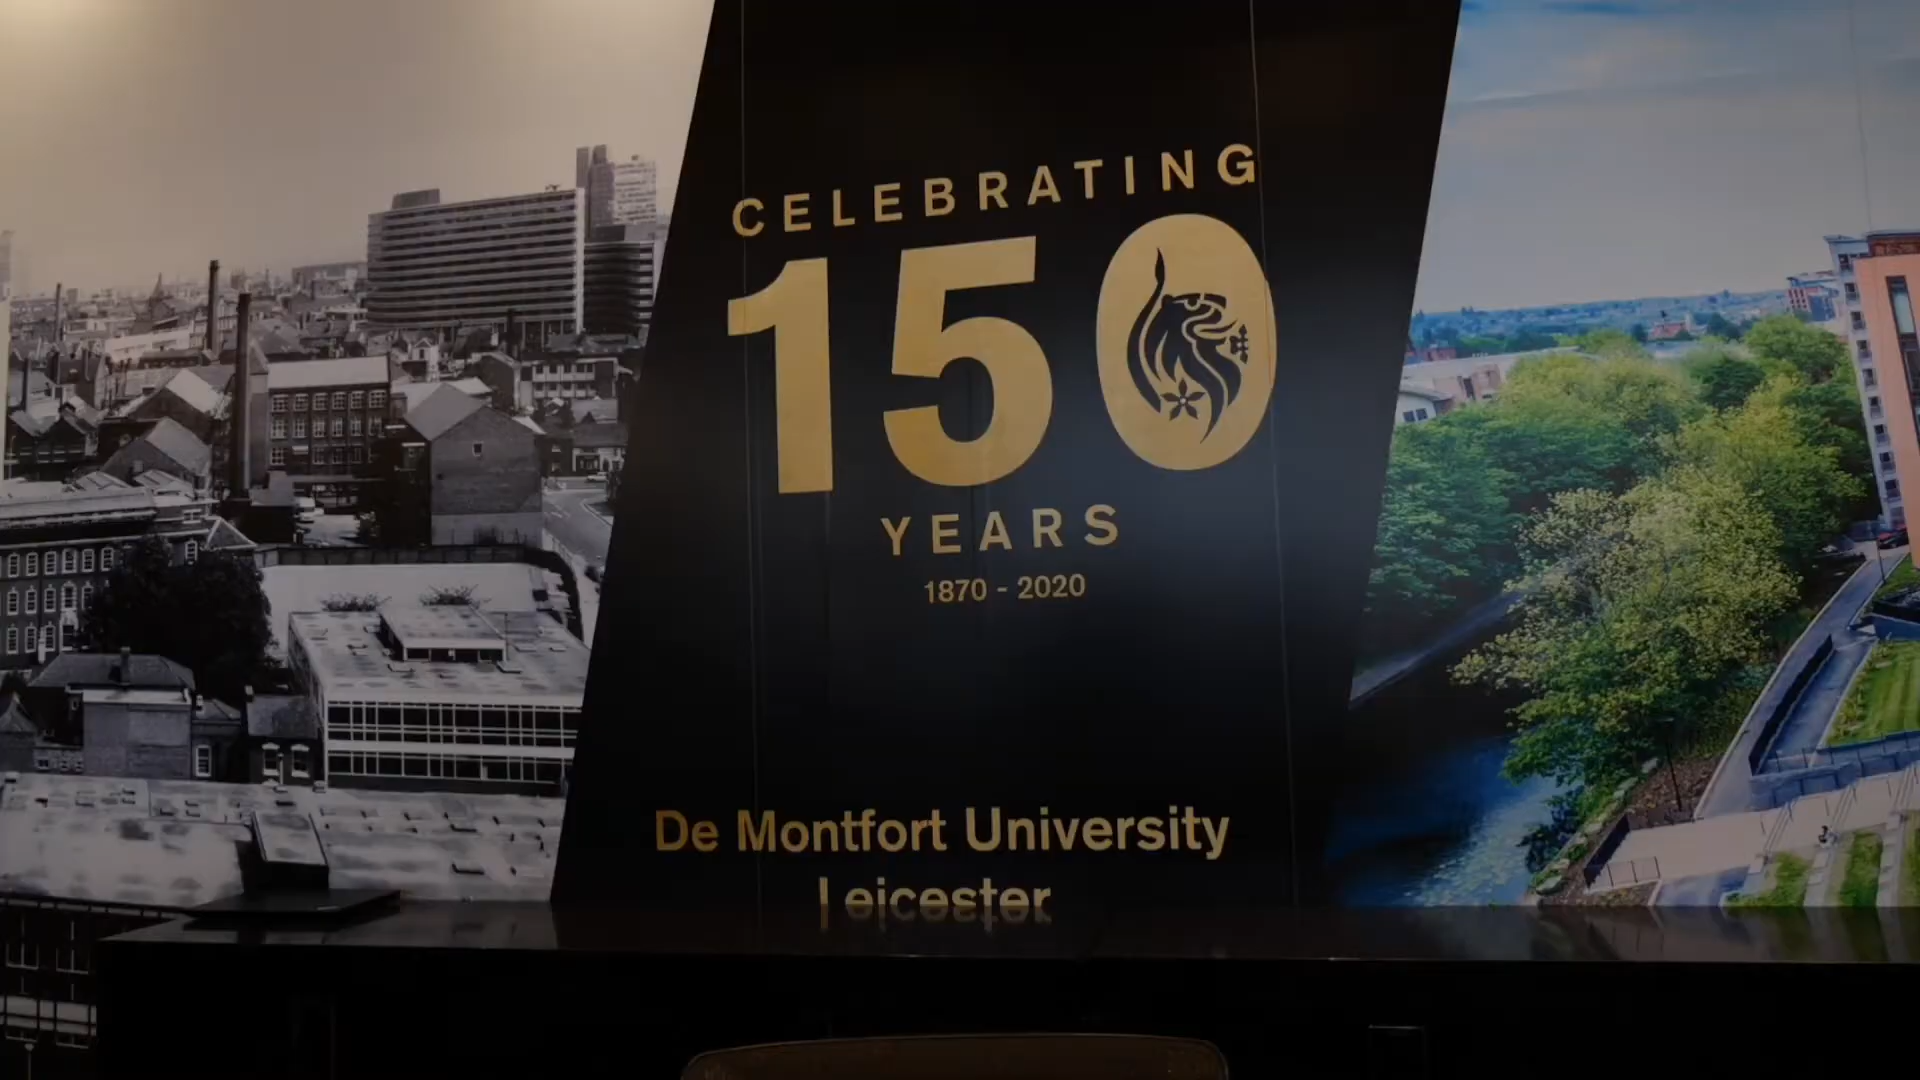 CELEBRATING
150
YEARS
1870 - 2020
De Montfort University
Leicester